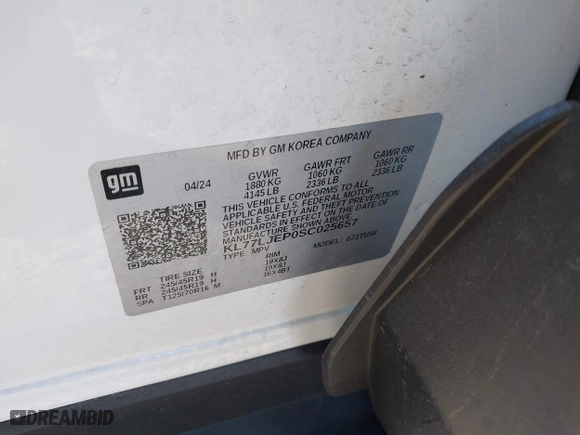 gm
MFD BY GM KOREA COMPANY
04/24
GVWR GAWR FRT GAWR RR
1880 KG 1060 KG 1060 KG
4145 LB 2336 LB 2336 LB
THIS VEHICLE CONFORMS TO ALL
APPLICABLE U.S. FEDERAL MOTOR
VEHICLE SAFETY AND BUMPER
STANDARDS IN EFFECT ON THE DATE OF
MANUFACTURE SHOWN ABOVE.
KL77LJEP0SC025657
TYPE: MPV MODEL:
TIRE SIZE RIM
FRT 245/45R19 H 19X8J
RR 245/45R19 H 19X8J
SPA T125/70R16 M 16X4BT
DREAMBID